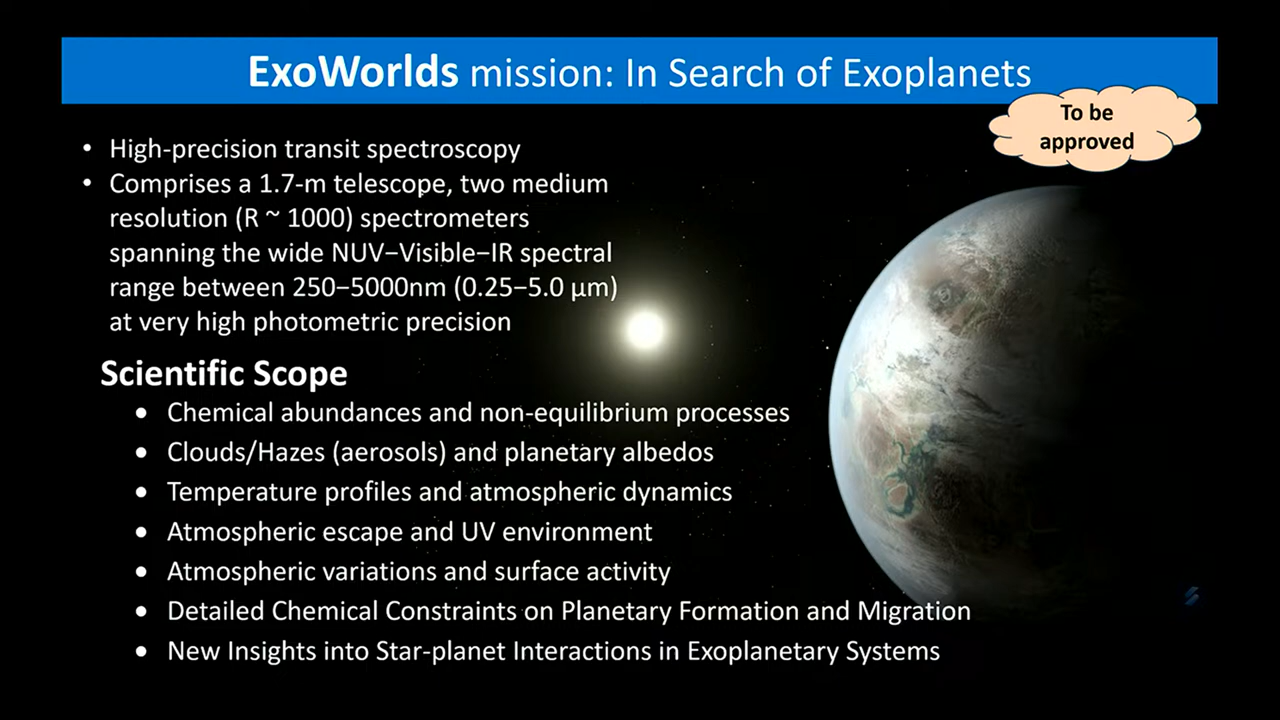 ExoWorlds mission: In Search of Exoplanets
To be
approved
• High-precision transit spectroscopy
• Comprises a 1.7-m telescope, two medium
resolution (R ~ 1000) spectrometers
spanning the wide NUV–Visible–IR spectral
range between 250–5000nm (0.25–5.0 µm)
at very high photometric precision
Scientific Scope
• Chemical abundances and non-equilibrium processes
• Clouds/Hazes (aerosols) and planetary albedos
• Temperature profiles and atmospheric dynamics
• Atmospheric escape and UV environment
• Atmospheric variations and surface activity
• Detailed Chemical Constraints on Planetary Formation and Migration
• New Insights into Star-planet Interactions in Exoplanetary Systems